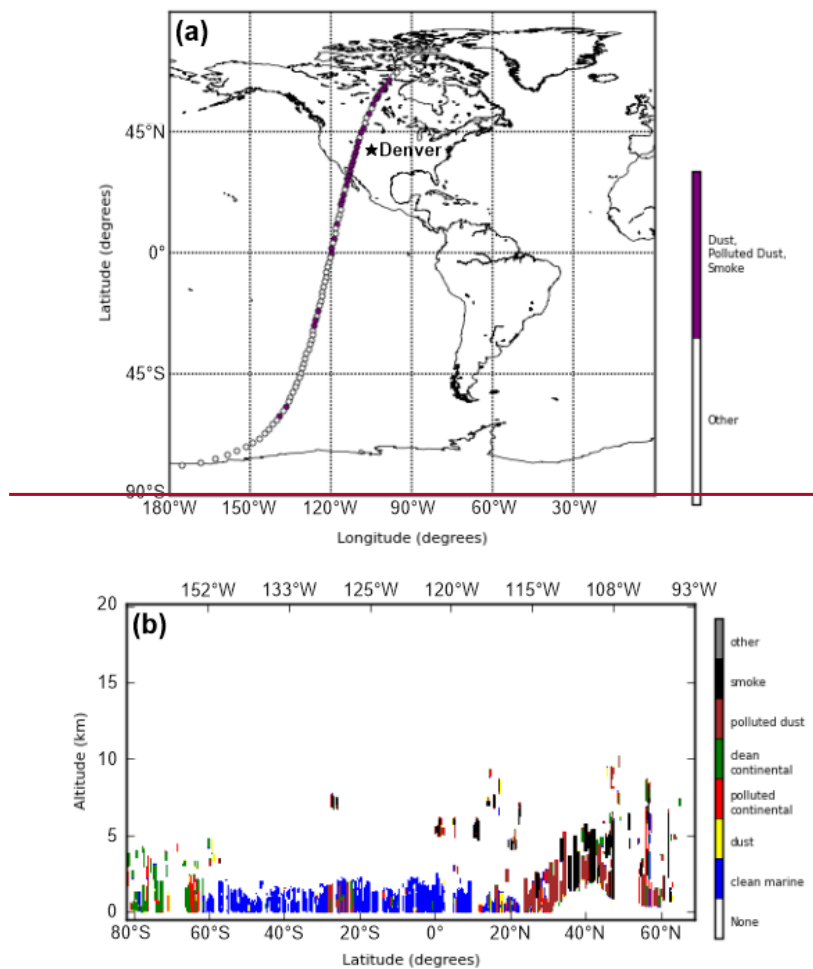 (a)
45°N
0°
45°S
90°S
★Denver
Latitude (degrees)
180°W 150°W 120°W 90°W 60°W 30°W
Longitude (degrees)
Dust,
Polluted Dust,
Smoke
Other
152°W 133°W 125°W 120°W 115°W 108°W 93°W
(b)
20
15
10
5
0
Altitude (km)
80°S 60°S 40°S 20°S 0° 20°N 40°N 60°N
Latitude (degrees)
other
smoke
polluted dust
clean
continental
polluted
continental
dust
clean marine
None